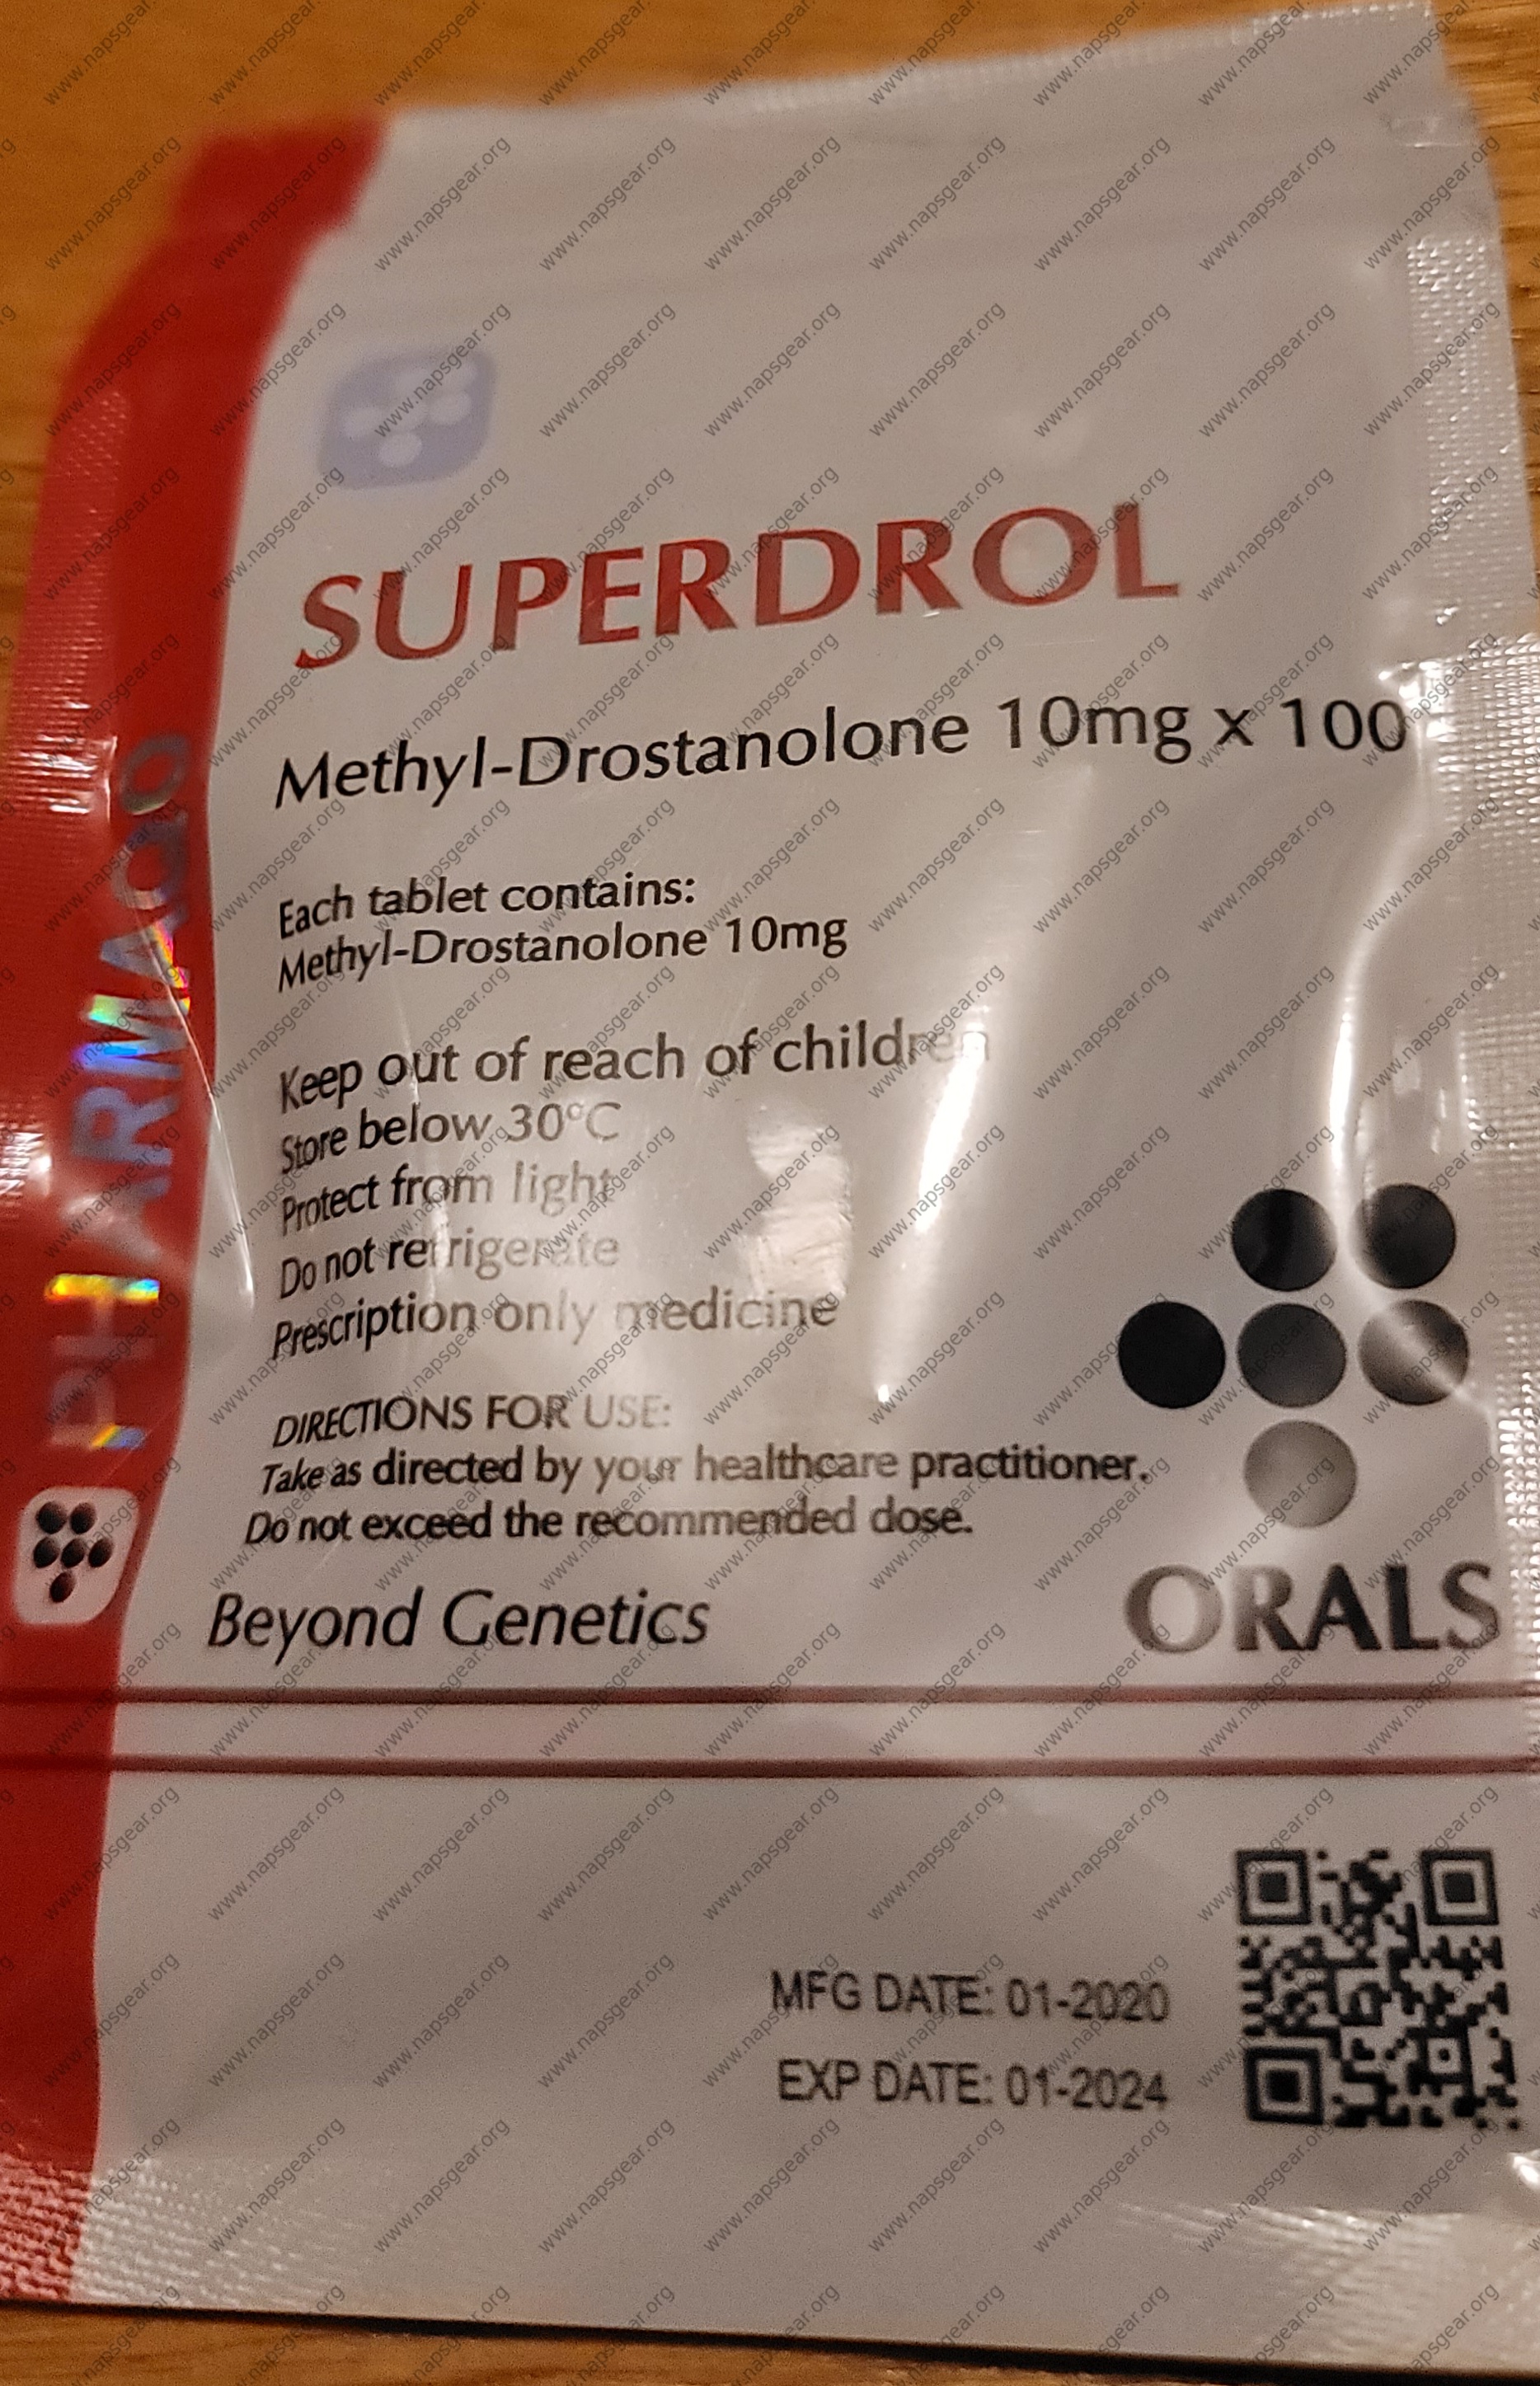 SUPERDROL
Methyl-Drostanolone 10mg x 100
Each tablet contains:
Methyl-Drostanolone 10mg
Keep out of reach of children
Store below 30°C
Protect from light
Do not refrigerate
Prescription only medicine
DIRECTIONS FOR USE:
Take as directed by your healthcare practitioner.
Do not exceed the recommended dose.
Beyond Genetics
ORALS
PHARMAQO
MFG DATE: 01-2020
EXP DATE: 01-2024
www.napsgear.org